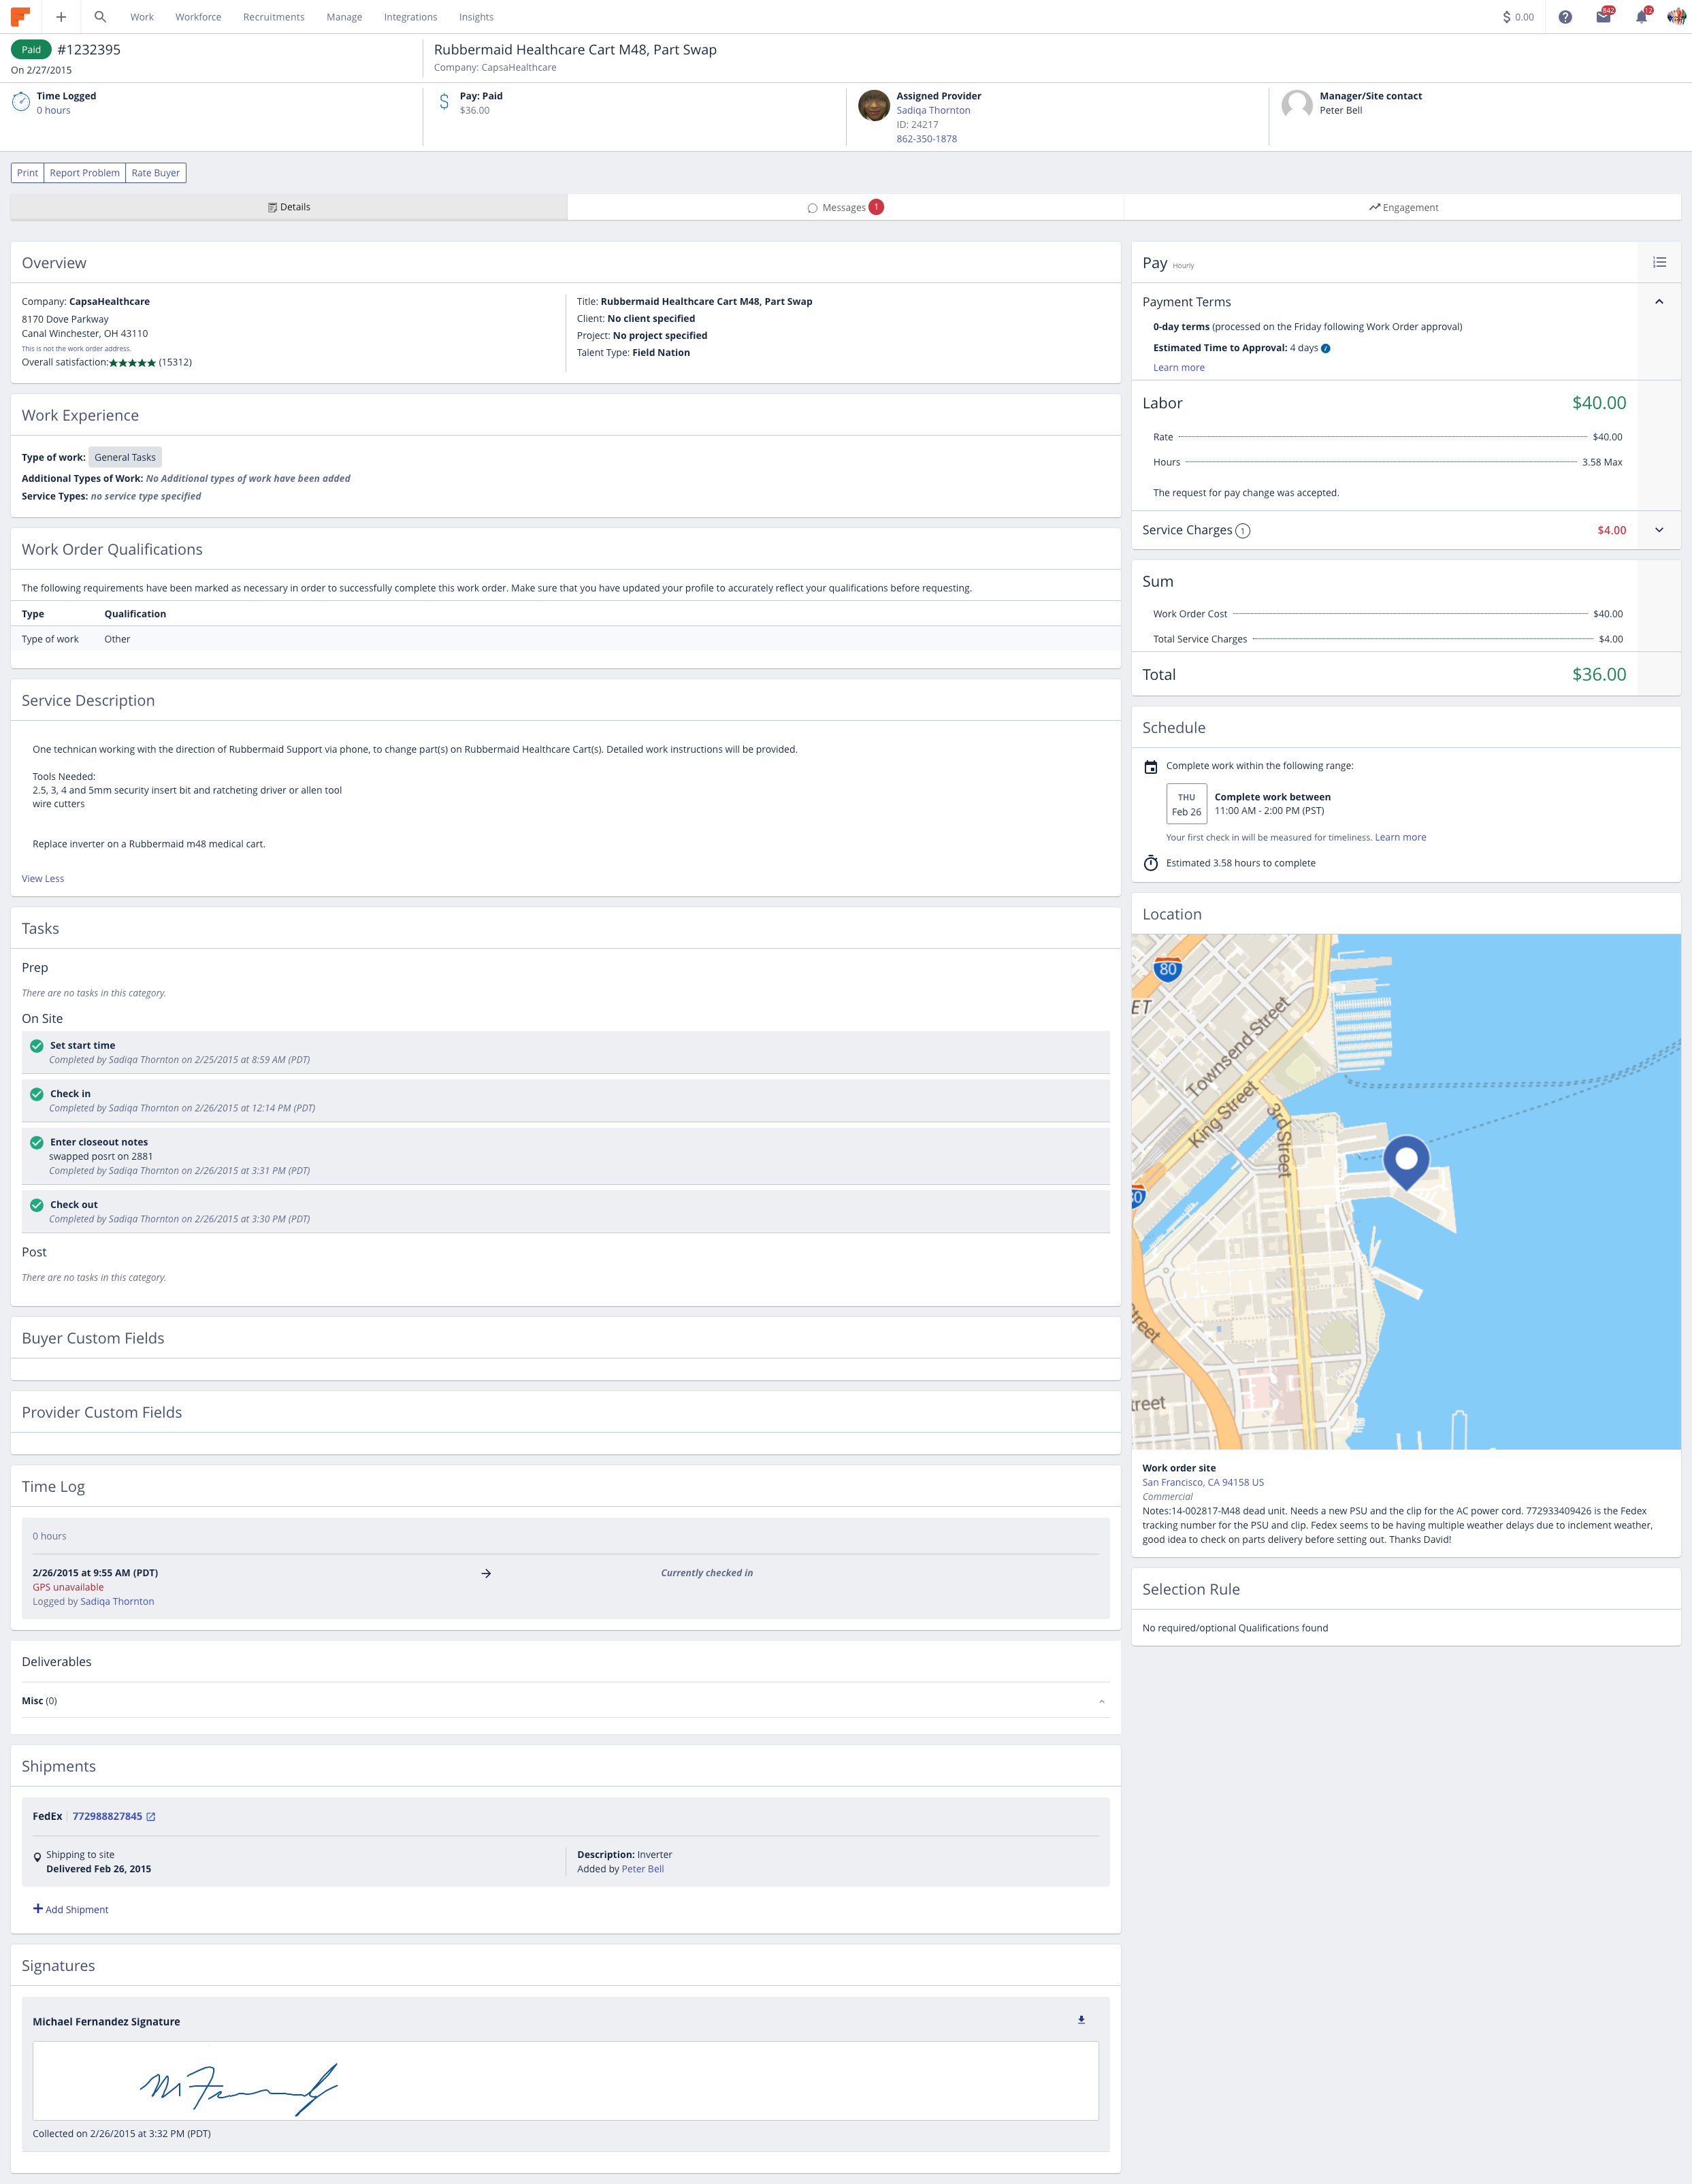 Work Workforce Recruitments Manage Integrations Insights
$ 0.00 842 12
Paid #1232395
On 2/27/2015
Rubbermaid Healthcare Cart M48, Part Swap
Company: CapsaHealthcare
Time Logged
0 hours
Pay: Paid
$36.00
Assigned Provider
Sadiqa Thornton
ID: 24217
862-350-1878
Manager/Site contact
Peter Bell
Print Report Problem Rate Buyer
Details
Messages 1
Engagement
Overview
Company: CapsaHealthcare
8170 Dove Parkway
Canal Winchester, OH 43110
This is not the work order address.
Overall satisfaction:★★★★★ (15312)
Title: Rubbermaid Healthcare Cart M48, Part Swap
Client: No client specified
Project: No project specified
Talent Type: Field Nation
Work Experience
Type of work: General Tasks
Additional Types of Work: No Additional types of work have been added
Service Types: no service type specified
Work Order Qualifications
The following requirements have been marked as necessary in order to successfully complete this work order. Make sure that you have updated your profile to accurately reflect your qualifications before requesting.
Type Qualification
Type of work Other
Service Description
One technican working with the direction of Rubbermaid Support via phone, to change part(s) on Rubbermaid Healthcare Cart(s). Detailed work instructions will be provided.
Tools Needed:
2.5, 3, 4 and 5mm security insert bit and ratcheting driver or allen tool
wire cutters
Replace inverter on a Rubbermaid m48 medical cart.
View Less
Tasks
Prep
There are no tasks in this category.
On Site
Set start time
Completed by Sadiqa Thornton on 2/25/2015 at 8:59 AM (PDT)
Check in
Completed by Sadiqa Thornton on 2/26/2015 at 12:14 PM (PDT)
Enter closeout notes
swapped posrt on 2881
Completed by Sadiqa Thornton on 2/26/2015 at 3:31 PM (PDT)
Check out
Completed by Sadiqa Thornton on 2/26/2015 at 3:30 PM (PDT)
Post
There are no tasks in this category.
Buyer Custom Fields
Provider Custom Fields
Time Log
0 hours
2/26/2015 at 9:55 AM (PDT)
Currently checked in
GPS unavailable
Logged by Sadiqa Thornton
Deliverables
Misc (0)
Shipments
FedEx 772988827845
Shipping to site
Delivered Feb 26, 2015
Description: Inverter
Added by Peter Bell
Add Shipment
Signatures
Michael Fernandez Signature
Collected on 2/26/2015 at 3:32 PM (PDT)
Pay Hourly
Payment Terms
0-day terms (processed on the Friday following Work Order approval)
Estimated Time to Approval: 4 days
Learn more
Labor $40.00
Rate $40.00
Hours 3.58 Max
The request for pay change was accepted.
Service Charges 1 $4.00
Sum
Work Order Cost $40.00
Total Service Charges $4.00
Total $36.00
Schedule
Complete work within the following range:
THU
Feb 26
Complete work between
11:00 AM - 2:00 PM (PST)
Your first check in will be measured for timeliness. Learn more
Estimated 3.58 hours to complete
Location
80
ET
Townsend Street
King Street
3rd Street
treet
treet
Work order site
San Francisco, CA 94158 US
Commercial
Notes:14-002817-M48 dead unit. Needs a new PSU and the clip for the AC power cord. 772933409426 is the Fedex
tracking number for the PSU and clip. Fedex seems to be having multiple weather delays due to inclement weather,
good idea to check on parts delivery before setting out. Thanks David!
Selection Rule
No required/optional Qualifications found